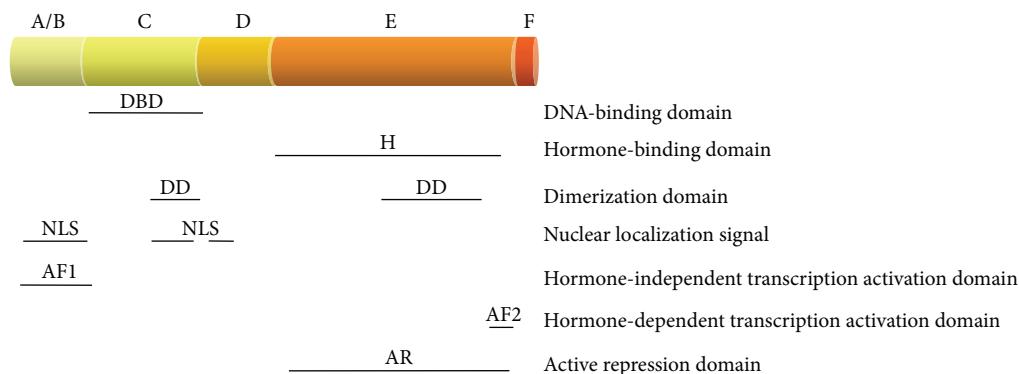 A/B C D E F
DBD
DNA-binding domain
H
Hormone-binding domain
DD DD
Dimerization domain
NLS NLS
Nuclear localization signal
AF1
Hormone-independent transcription activation domain
AF2
Hormone-dependent transcription activation domain
AR
Active repression domain